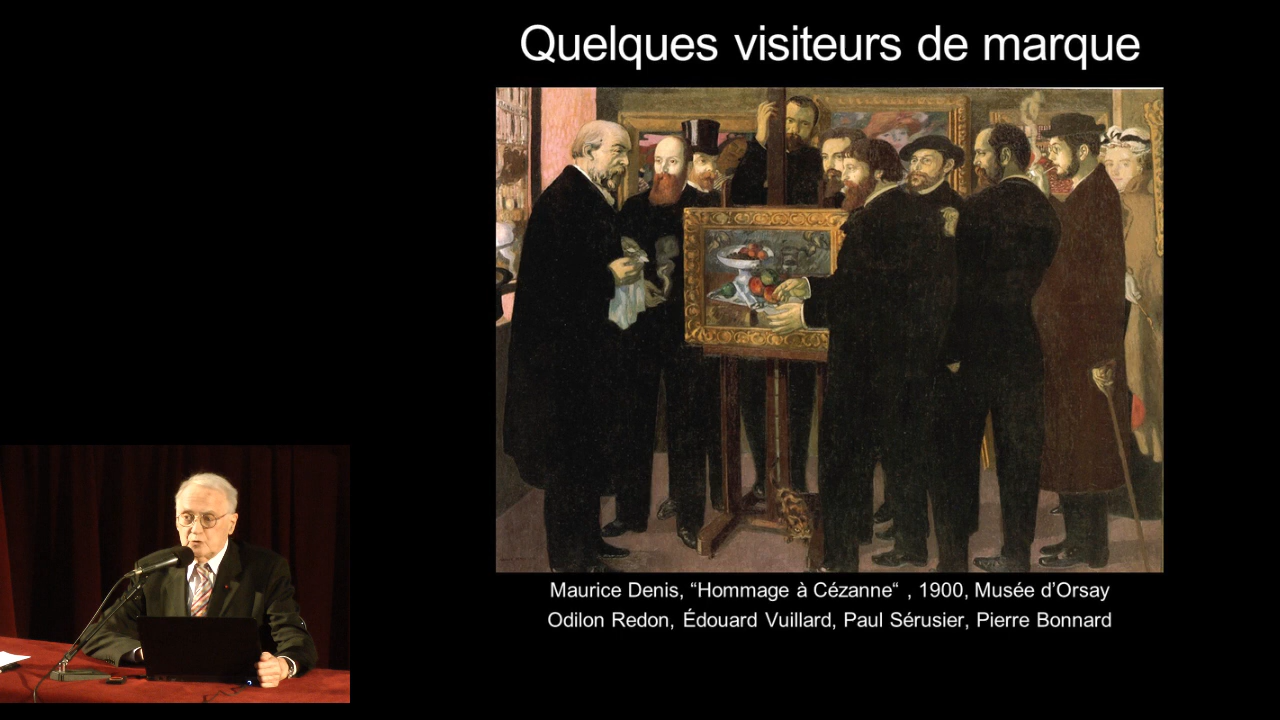 Quelques visiteurs de marque
Maurice Denis, “Hommage à Cézanne“ , 1900, Musée d’Orsay
Odilon Redon, Édouard Vuillard, Paul Sérusier, Pierre Bonnard